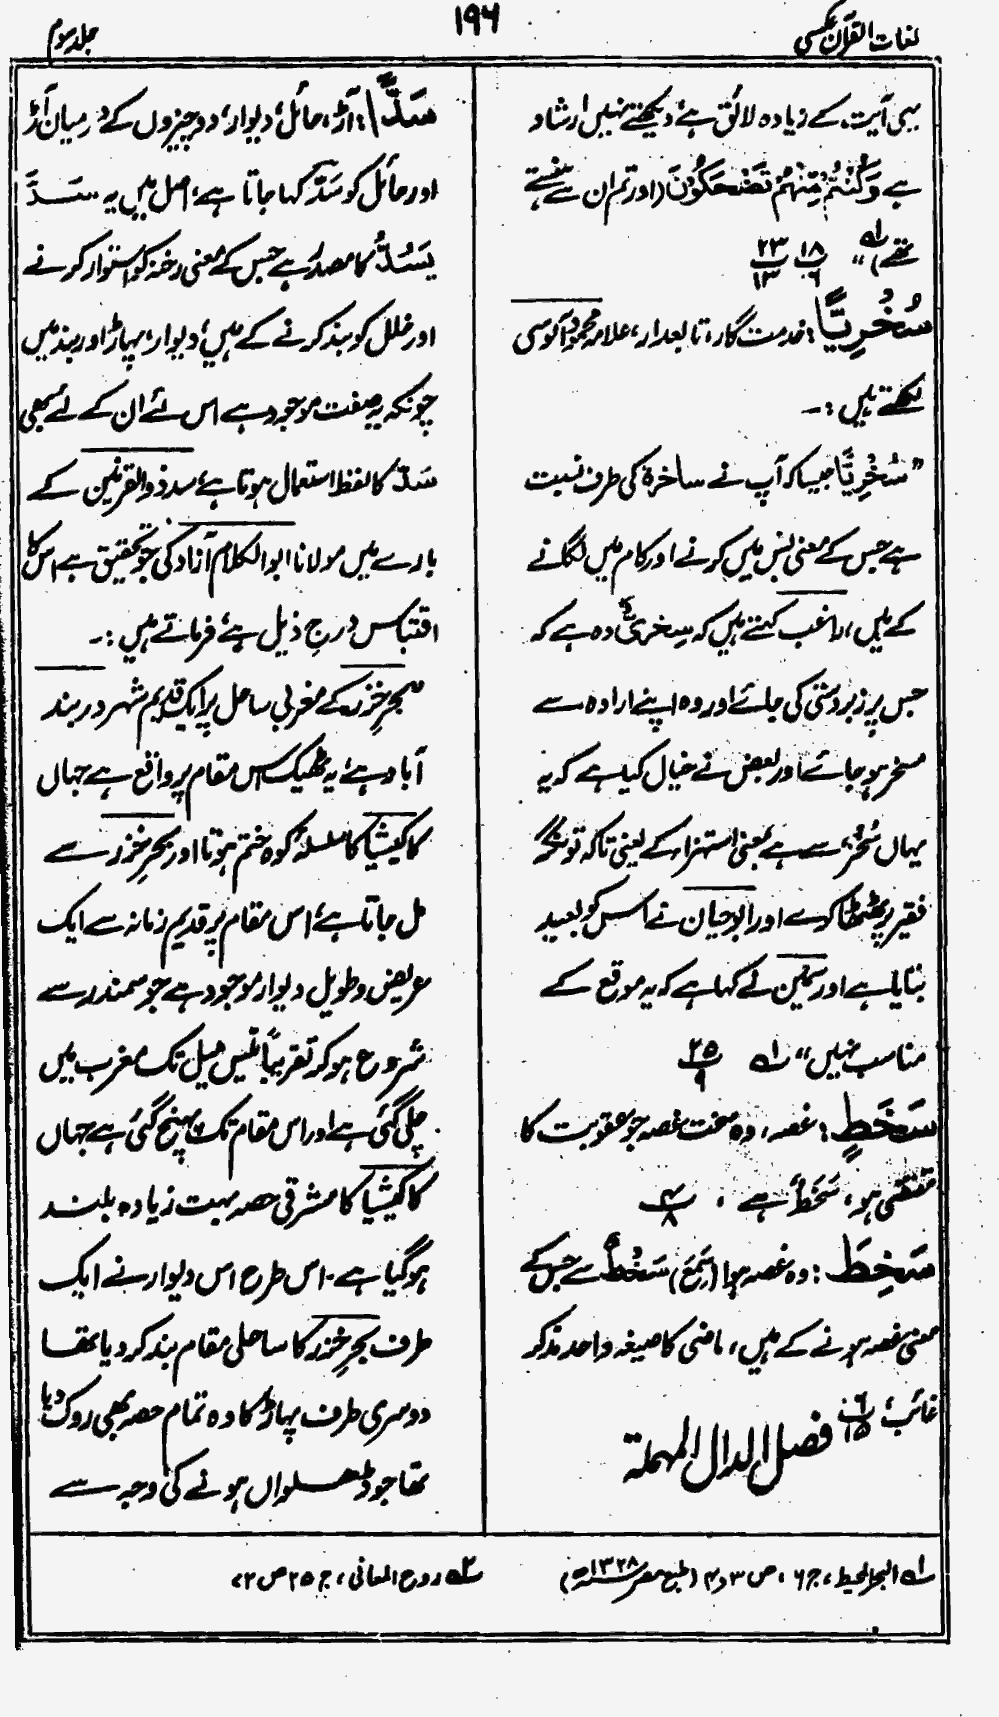 لغات القرآن عکسی
۱۹۶
جلد سوم
سی آیت، کے زیادہ لائق ہے، دیکھئے نہیں ارشاد
ہے وَكُنْتُمْ مِّنْهُمْ تَضْحَكُوْنَ (اور تم ان سے ہنستے
تھے) لہ" ۱۸/۶ ۲۳/۱۳
سُخْرِيًّا: خدمت گار، تابعدار، علامہ محمود آلوسی
لکھتے ہیں :۔
"سُخْرِيًّا جیسا کہ آپ نے ساخرۃ کی طرف نسبت
ہے جس کے معنی بس میں کرنے اور کام میں لگانے
کے ہیں، راغب کہتے ہیں کہ سخریٌ وہ ہے کہ
جس پر زبردستی کی جائے اور وہ اپنے ارادہ سے
مسخر ہو جائے اور بعض نے خیال کیا ہے کہ یہ
یہاں سُخْر، سے ہے بمعنی استہزاء کے یعنی تاکہ تونگر
فقیر پر ٹھٹھا کرے اور ابوحیان نے اس کو بعید
بتایا ہے اور سمین نے کہا ہے کہ یہ موقع کے
مناسب نہیں" لہ ۲۵/۹
سَخَطٍ: غصہ، وہ سخت غصہ جو عقوبت کا
مقتضی ہو، سَخَطٌ ہے ، ۴/۸
سَخِطَ: وہ غصہ ہوا (سَمِعَ) سَخَطٌ سے جس کے
معنی غصہ ہونے کے ہیں، ماضی کا صیغہ واحد مذکر
غائب، ۶/۱۵
فصل الدال المہملۃ
سَدًّا: آڑ، حائل، دیوار، دو چیزوں کے درمیان آڑ
اور حائل کو سَدّ کہا جاتا ہے، اصل میں یہ سَدَّ
يَسُدُّ کا مصدر ہے جس کے معنی رخنہ کو استوار کرنے
اور خلل کو بند کرنے کے ہیں، دیوار، پہاڑ اور بند میں
چونکہ یہ صفت موجود ہے اس لئے ان کے لئے بھی
سَدّ کا لفظ استعمال ہوتا ہے، سد ذوالقرنین کے
بارے میں مولانا ابوالکلام آزاد کی جو تحقیق ہے اس کا
اقتباس درج ذیل ہے، فرماتے ہیں :۔
"بحرِ خزر کے مغربی ساحل پر ایک قدیم شہر دربند
آباد ہے، یہ ٹھیک اس مقام پر واقع ہے جہاں
کاکیشیا کا سلسلۂ کوہ ختم ہوتا اور بحرِ خزر سے
مل جاتا ہے، اس مقام پر قدیم زمانہ سے ایک
عریض و طویل دیوار موجود ہے جو سمندر سے
شروع ہو کر تقریباً تیس میل تک مغرب میں
چلی گئی ہے اور اس مقام تک پہنچ گئی ہے جہاں
کاکیشیا کا مشرقی حصہ بہت زیادہ بلند
ہو گیا ہے۔ اس طرح اس دیوار نے ایک
طرف بحرِ خزر کا ساحلی مقام بند کر دیا تھا
دوسری طرف پہاڑ کا وہ تمام حصہ بھی روک دیا
تھا جو ڈھلواں ہونے کی وجہ سے
لہ البحر المحیط، ج ۶، ص ۳ و ۴ (طبع مصر ۱۳۲۸ھ)
۲ہ روح المعانی، ج ۲۵ ص ۷۲